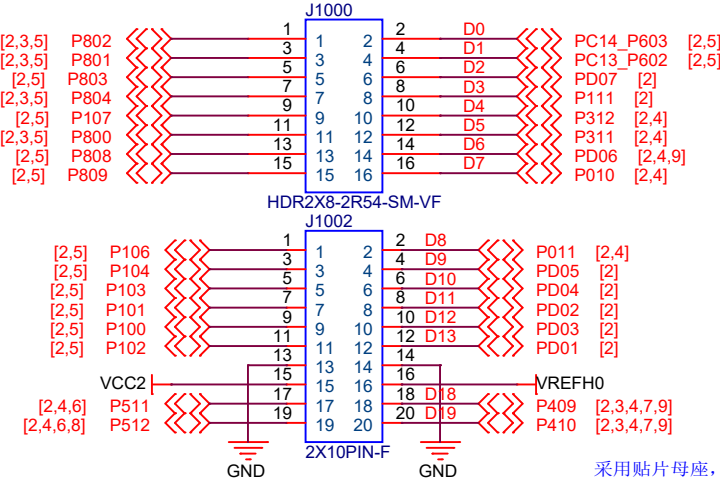 J1000
[2,3,5] P802 1 1 2 2 D0 PC14_P603 [2,5]
[2,3,5] P801 3 3 4 4 D1 PC13_P602 [2,5]
[2,5] P803 5 5 6 6 D2 PD07 [2]
[2,3,5] P804 7 7 8 8 D3 P111 [2]
[2,5] P107 9 9 10 10 D4 P312 [2,4]
[2,3,5] P800 11 11 12 12 D5 P311 [2,4]
[2,5] P808 13 13 14 14 D6 PD06 [2,4,9]
[2,5] P809 15 15 16 16 D7 P010 [2,4]
HDR2X8-2R54-SM-VF
J1002
[2,5] P106 1 1 2 2 D8 P011 [2,4]
[2,5] P104 3 3 4 4 D9 PD05 [2]
[2,5] P103 5 5 6 6 D10 PD04 [2]
[2,5] P101 7 7 8 8 D11 PD02 [2]
[2,5] P100 9 9 10 10 D12 PD03 [2]
[2,5] P102 11 11 12 12 D13 PD01 [2]
13 13 14 14
VCC2 15 15 16 16 VREFH0
[2,4,6] P511 17 17 18 18 D18 P409 [2,3,4,7,9]
[2,4,6,8] P512 19 19 20 20 D19 P410 [2,3,4,7,9]
2X10PIN-F
GND GND
采用贴片母座，